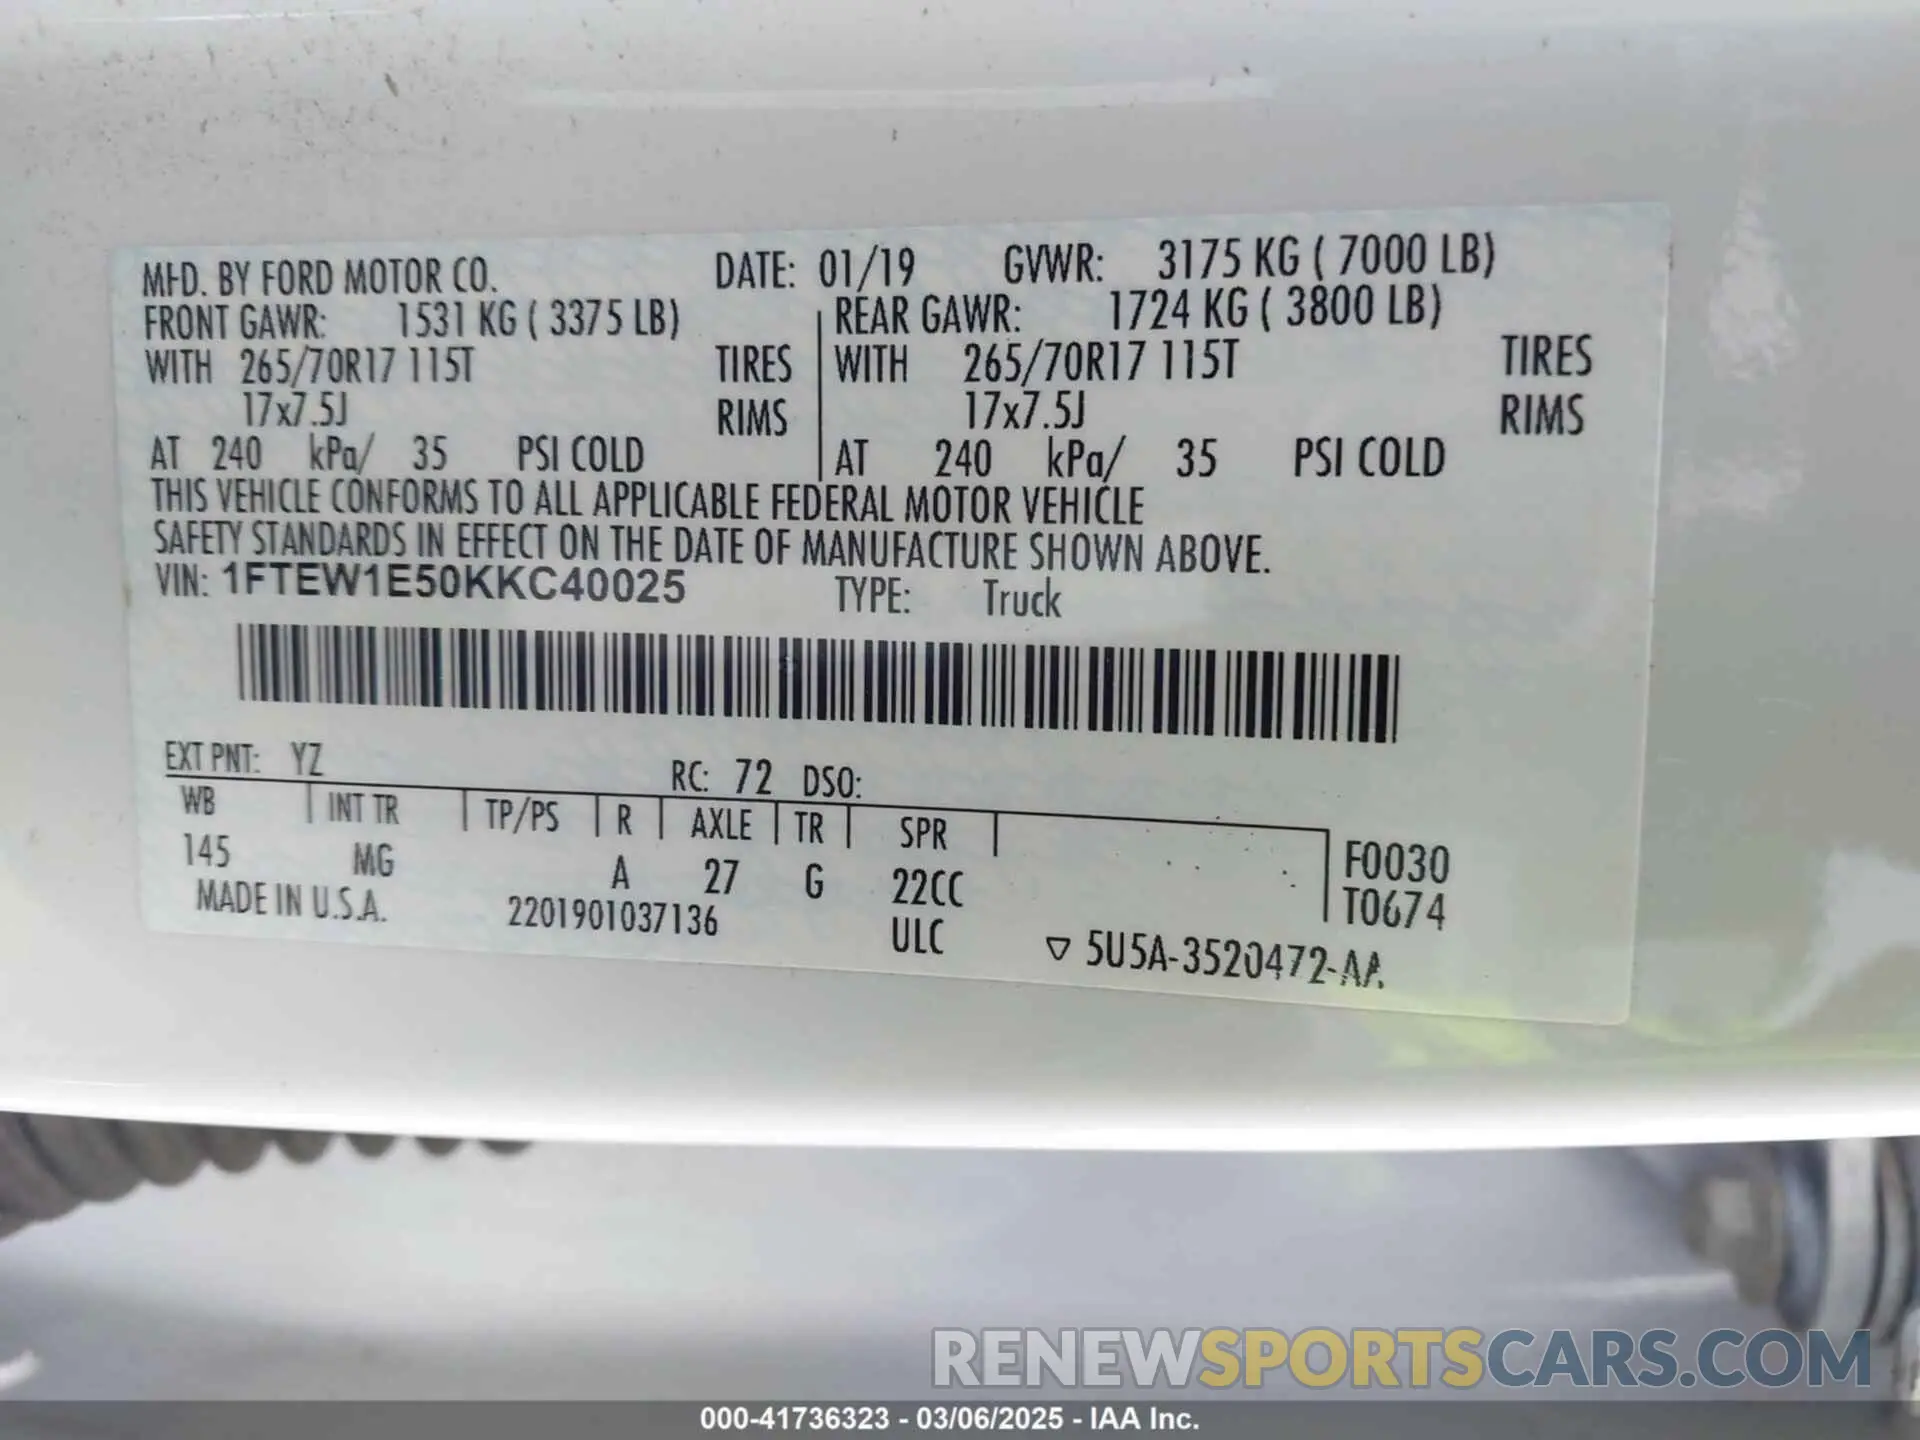 MFD. BY FORD MOTOR CO. DATE: 01/19 GVWR: 3175 KG ( 7000 LB)
FRONT GAWR: 1531 KG ( 3375 LB) REAR GAWR: 1724 KG ( 3800 LB)
WITH 265/70R17 115T TIRES WITH 265/70R17 115T TIRES
17x7.5J RIMS 17x7.5J RIMS
AT 240 kPa/ 35 PSI COLD AT 240 kPa/ 35 PSI COLD
THIS VEHICLE CONFORMS TO ALL APPLICABLE FEDERAL MOTOR VEHICLE
SAFETY STANDARDS IN EFFECT ON THE DATE OF MANUFACTURE SHOWN ABOVE.
VIN: 1FTEW1E50KKC40025 TYPE: Truck
EXT PNT: YZ RC: 72 DSO:
WB INT TR TP/PS R AXLE TR SPR
145 MG A 27 G 22CC F0030
MADE IN U.S.A. 2201901037136 ULC T0674
▽ 5U5A-3520472-AA
RENEWSPORTSCARS.COM
000-41736323 - 03/06/2025 - IAA Inc.